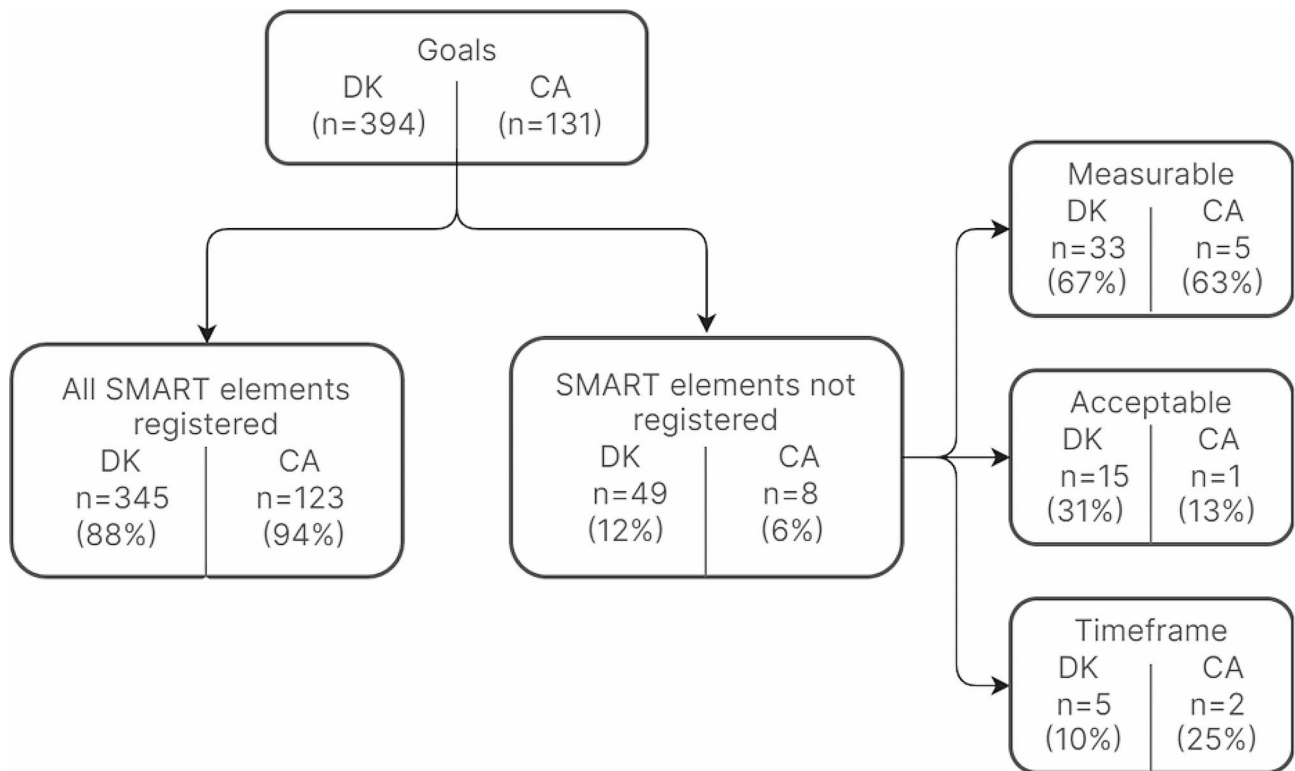 Goals
DK CA
(n=394) (n=131)
All SMART elements
registered
DK CA
n=345 n=123
(88%) (94%)
SMART elements not
registered
DK CA
n=49 n=8
(12%) (6%)
Measurable
DK CA
n=33 n=5
(67%) (63%)
Acceptable
DK CA
n=15 n=1
(31%) (13%)
Timeframe
DK CA
n=5 n=2
(10%) (25%)